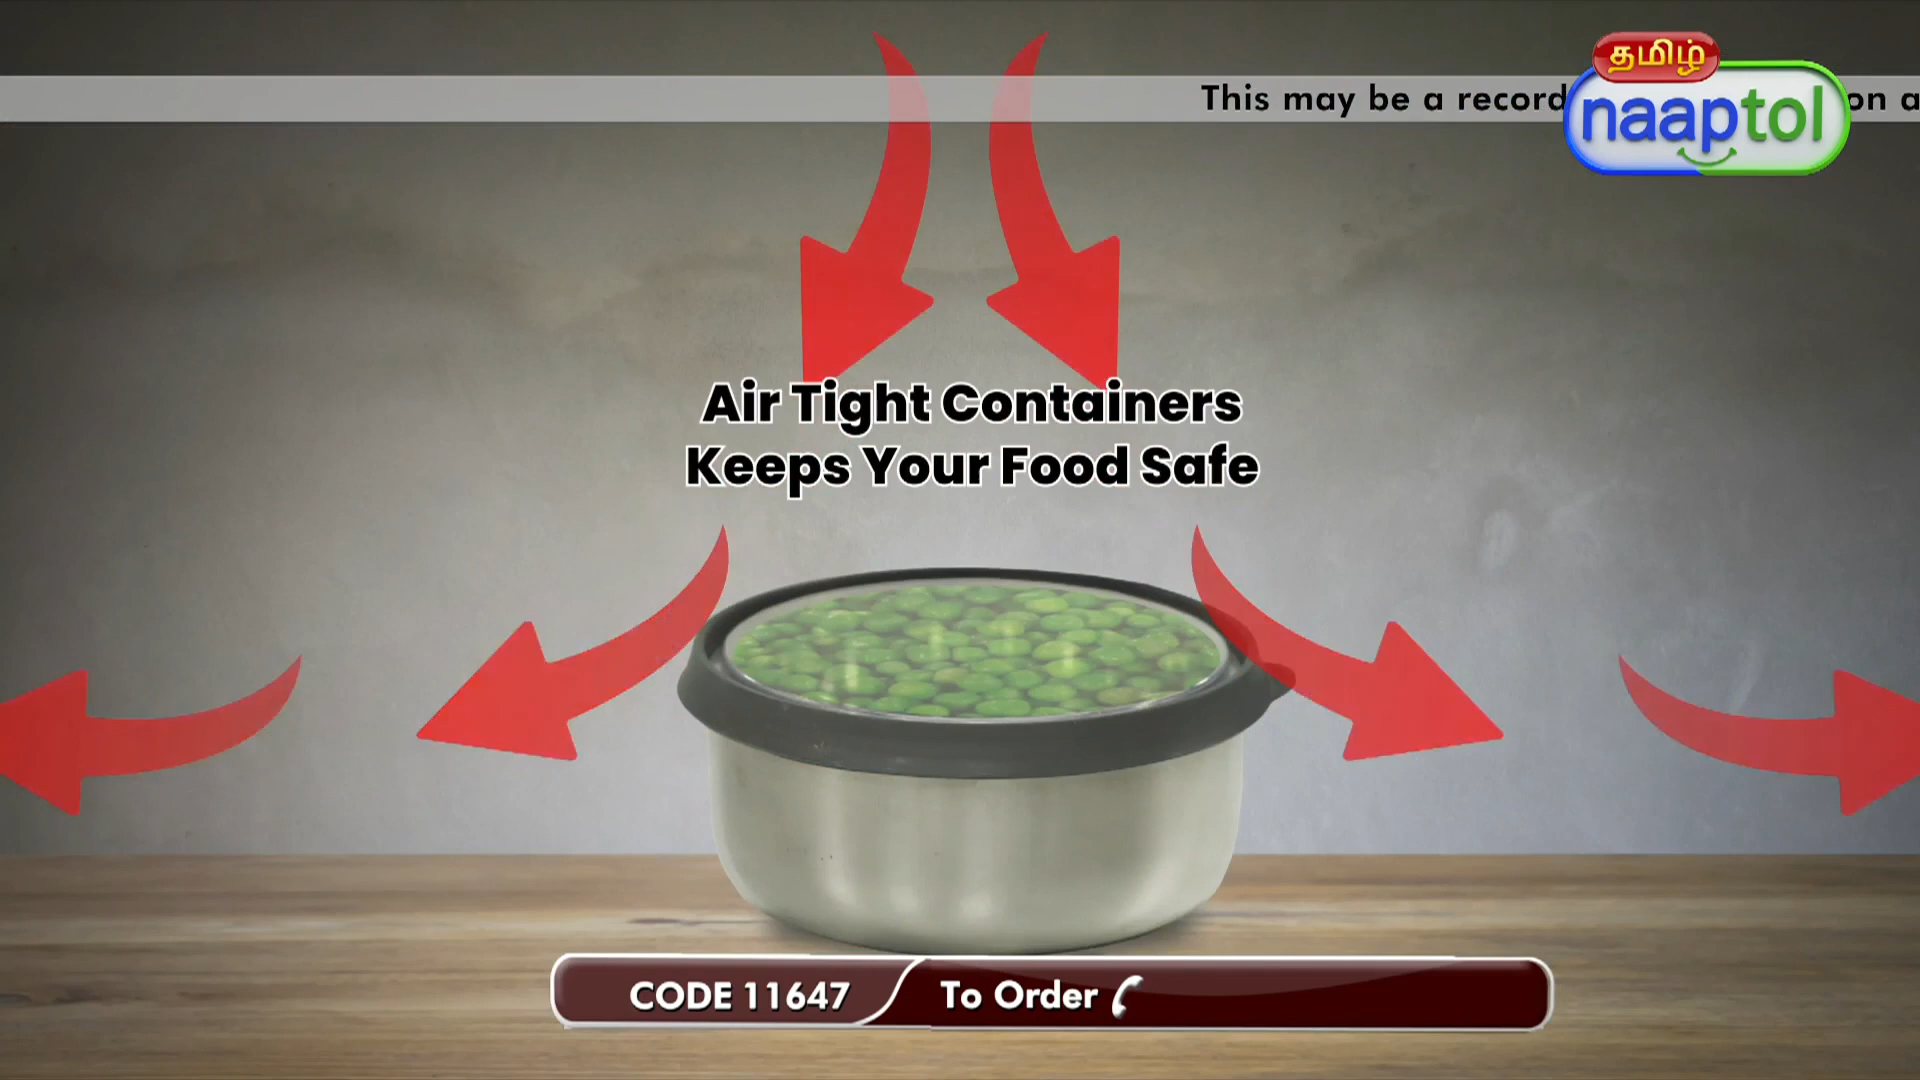 தமிழ்
This may be a record
naaptol
on a
Air Tight Containers
Keeps Your Food Safe
CODE 11647
To Order